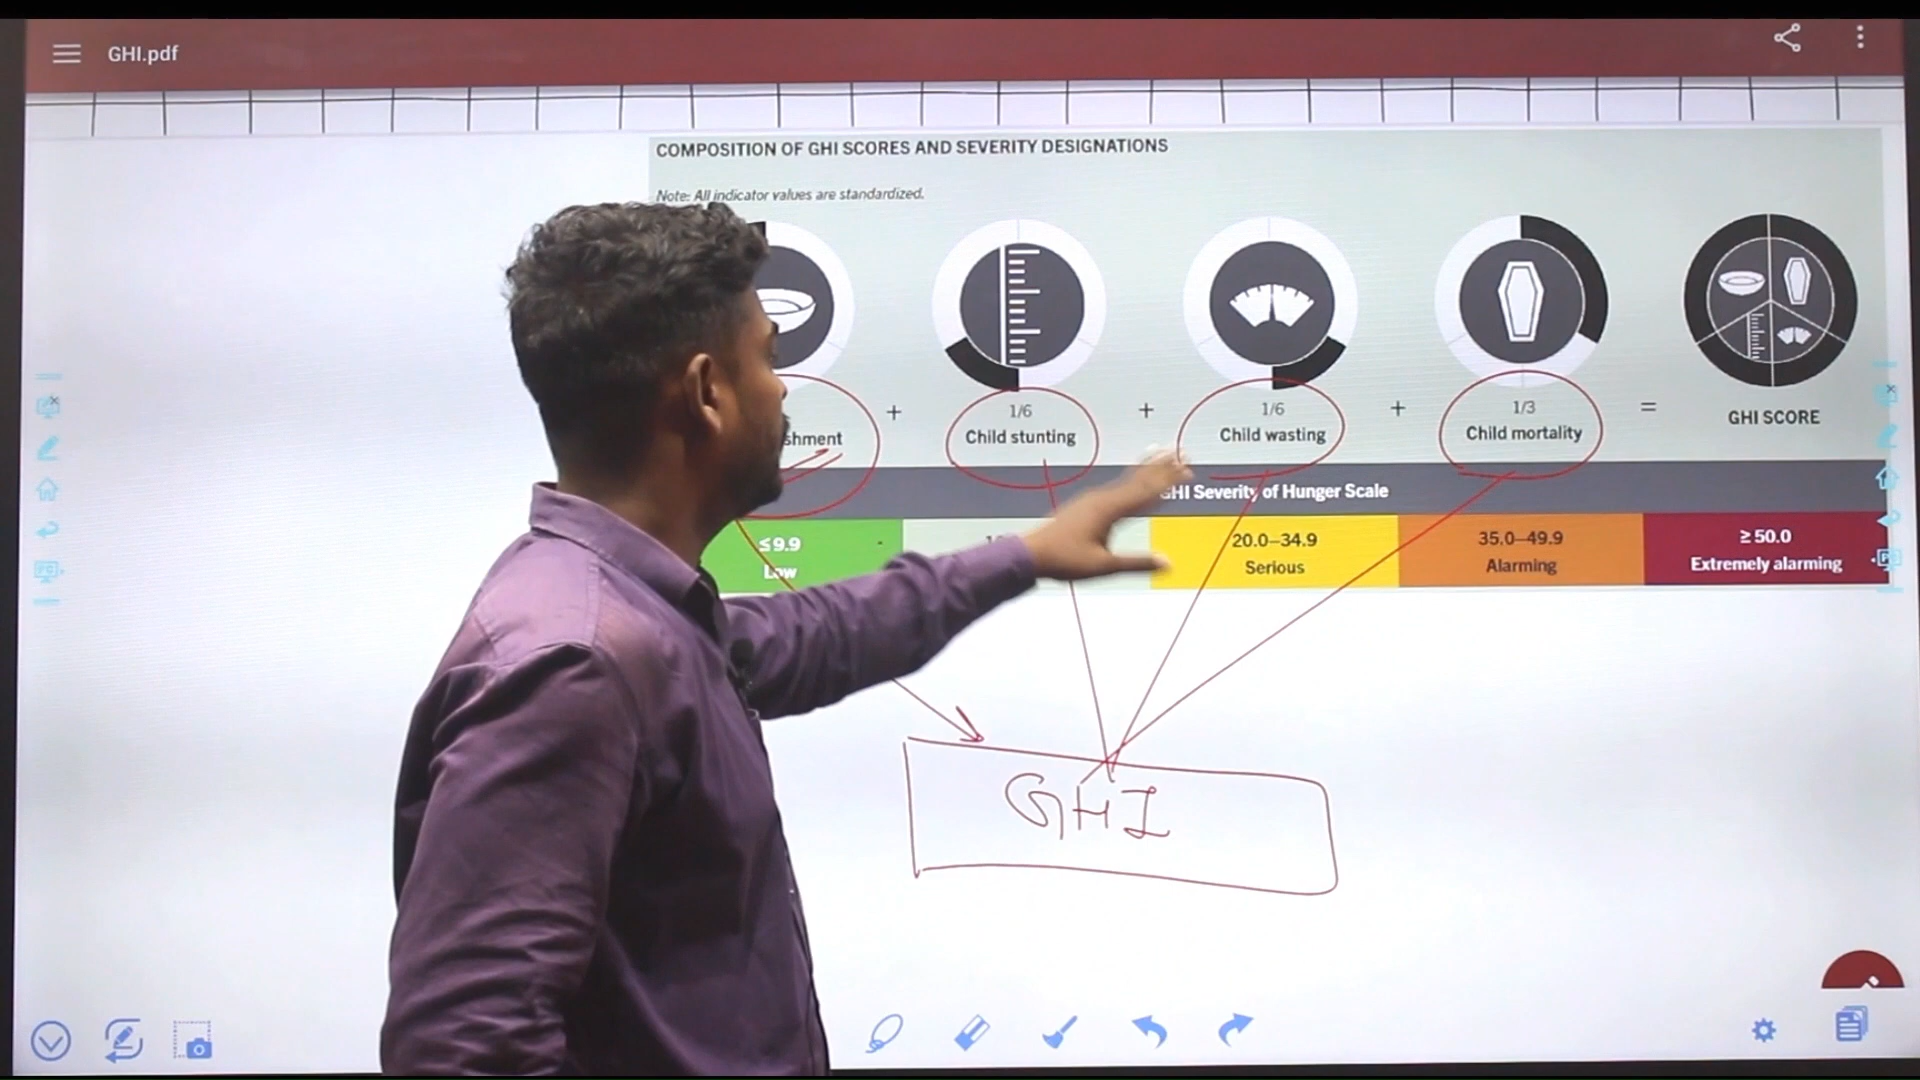 GHI.pdf
COMPOSITION OF GHI SCORES AND SEVERITY DESIGNATIONS
Note: All indicator values are standardized.
+ 1/6 + 1/6 + 1/3 =
shment Child stunting Child wasting Child mortality GHI SCORE
GHI Severity of Hunger Scale
≤9.9 20.0–34.9 35.0–49.9 ≥ 50.0
Low Serious Alarming Extremely alarming
GHI